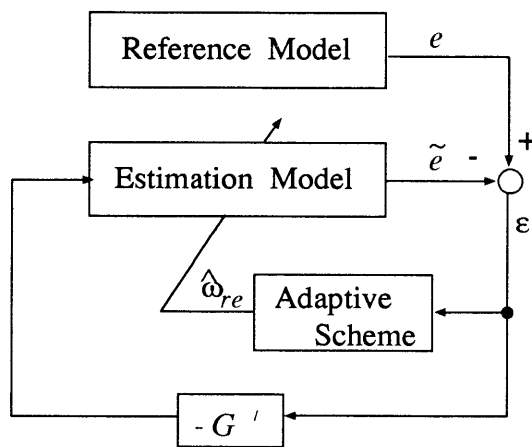 Reference Model
e
+
Estimation Model
ẽ -
ε
ω̂re
Adaptive
Scheme
- G ′